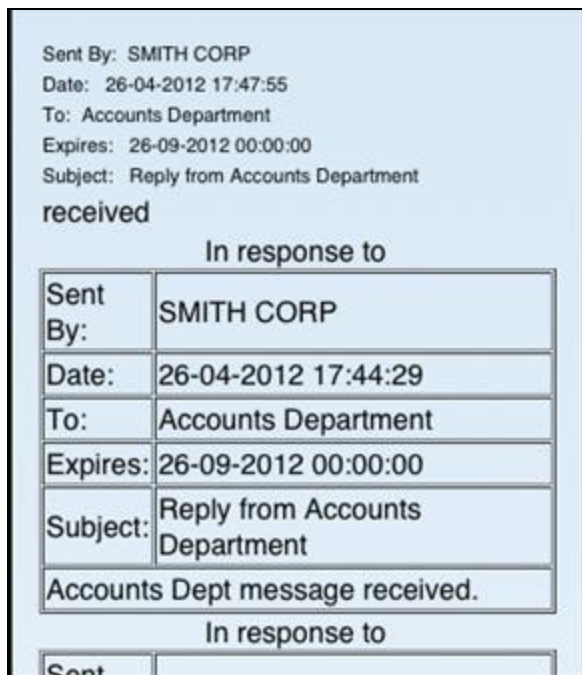 Sent By: SMITH CORP
Date: 26-04-2012 17:47:55
To: Accounts Department
Expires: 26-09-2012 00:00:00
Subject: Reply from Accounts Department
received
In response to
Sent
By:
SMITH CORP
Date: 26-04-2012 17:44:29
To: Accounts Department
Expires: 26-09-2012 00:00:00
Subject: Reply from Accounts
Department
Accounts Dept message received.
In response to
Sent